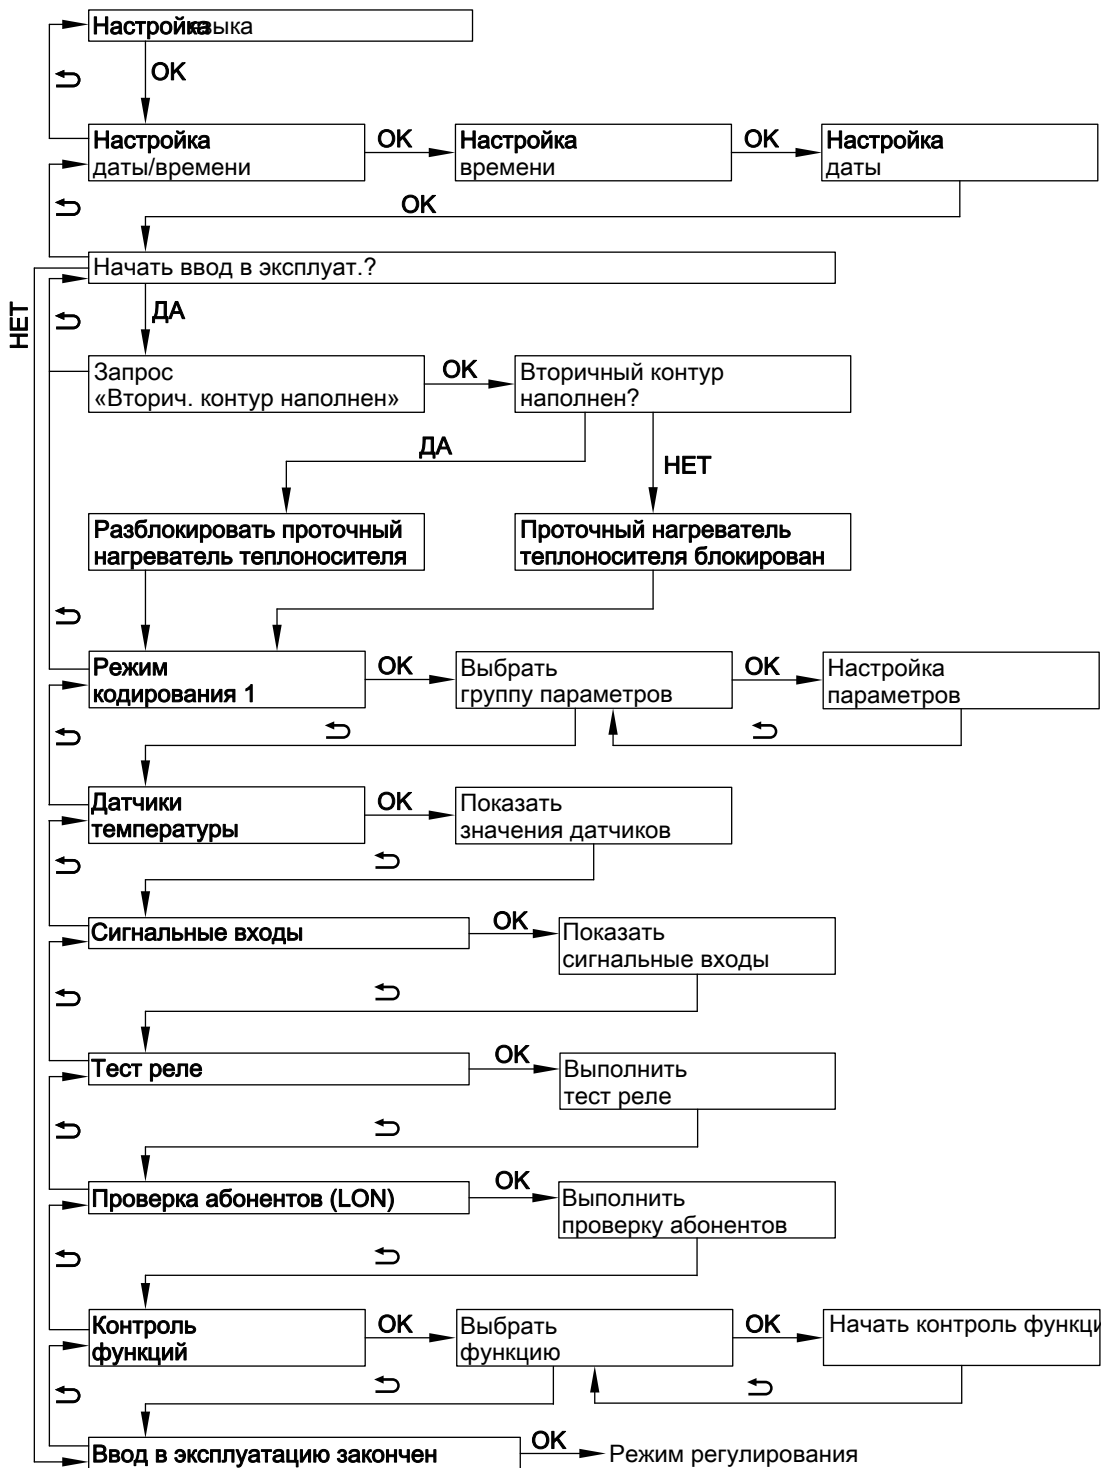 Настройка языка
OK
Настройка
даты/времени
OK
Настройка
времени
OK
Настройка
даты
OK
Начать ввод в эксплуат.?
НЕТ
ДА
Запрос
«Вторич. контур наполнен»
OK
Вторичный контур
наполнен?
ДА
НЕТ
Разблокировать проточный
нагреватель теплоносителя
Проточный нагреватель
теплоносителя блокирован
Режим
кодирования 1
OK
Выбрать
группу параметров
OK
Настройка
параметров
Датчики
температуры
OK
Показать
значения датчиков
Сигнальные входы
OK
Показать
сигнальные входы
Тест реле
OK
Выполнить
тест реле
Проверка абонентов (LON)
OK
Выполнить
проверку абонентов
Контроль
функций
OK
Выбрать
функцию
OK
Начать контроль функци
Ввод в эксплуатацию закончен
OK
Режим регулирования